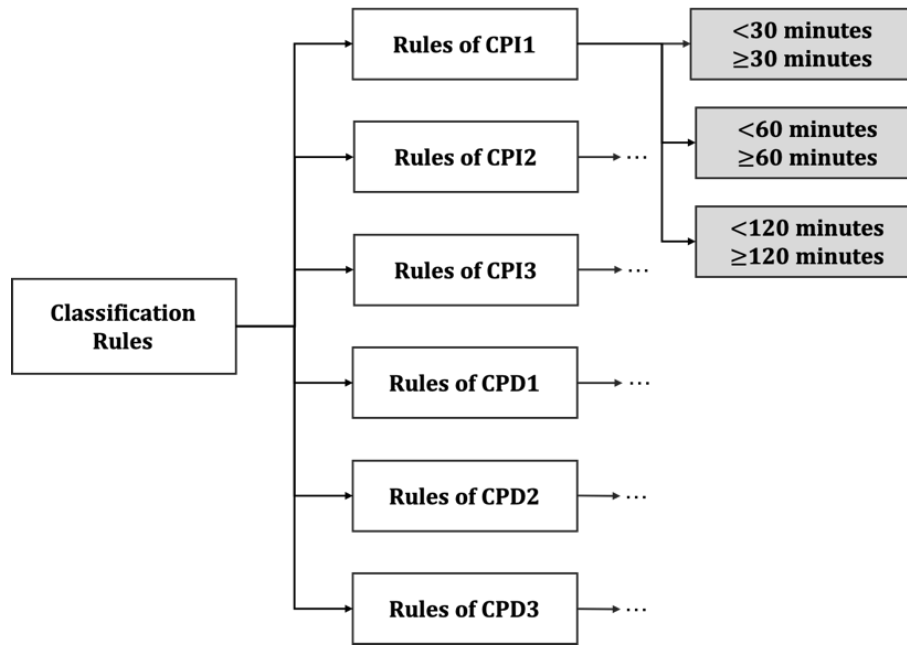 Classification
Rules
Rules of CPI1
<30 minutes
≥30 minutes
<60 minutes
≥60 minutes
<120 minutes
≥120 minutes
Rules of CPI2
...
Rules of CPI3
...
Rules of CPD1
...
Rules of CPD2
...
Rules of CPD3
...